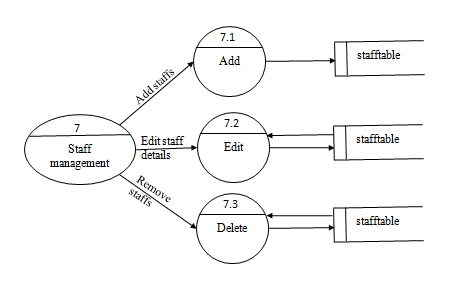 7.1
Add
stafftable
Add staffs
7
Staff
management
Edit staff
details
7.2
Edit
stafftable
Remove
staffs
7.3
Delete
stafftable